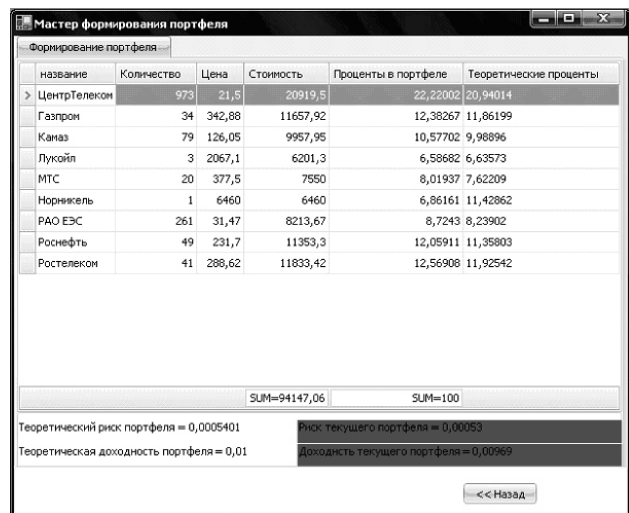 Мастер формирования портфеля
Формирование портфеля
название Количество Цена Стоимость Проценты в портфеле Теоретические проценты
> ЦентрТелеком 973 21,5 20919,5 22,22002 20,94014
Газпром 34 342,88 11657,92 12,38267 11,86199
Камаз 79 126,05 9957,95 10,57702 9,98896
Лукойл 3 2067,1 6201,3 6,58682 6,63573
МТС 20 377,5 7550 8,01937 7,62209
Норникель 1 6460 6460 6,86161 11,42862
РАО ЕЭС 261 31,47 8213,67 8,7243 8,23902
Роснефть 49 231,7 11353,3 12,05911 11,35803
Ростелеком 41 288,62 11833,42 12,56908 11,92542
SUM=94147,06 SUM=100
Теоретический риск портфеля = 0,0005401 Риск текущего портфеля = 0,00053
Теоретическая доходность портфеля = 0,01 Доходнсть текущего портфеля = 0,00969
<< Назад